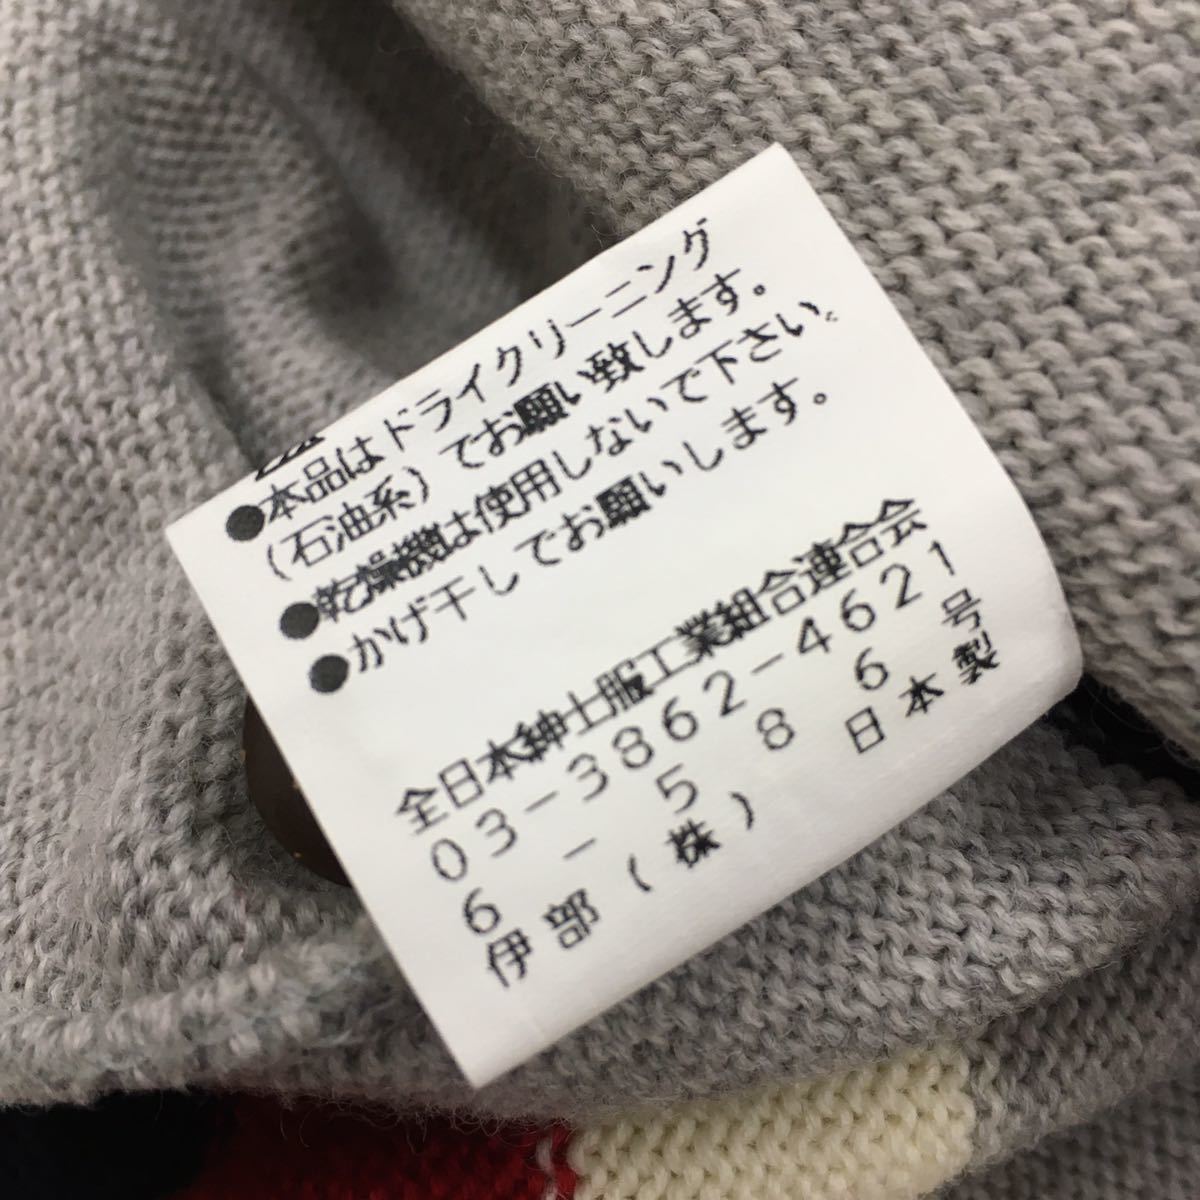 ●本品はドライクリーニング
(石油系)でお願い致します。
●乾燥機は使用しないで下さい。
●かげ干しでお願いします。
全日本紳士服工業組合連合会
03-3862-4621
6-586号
伊部(株) 日本製